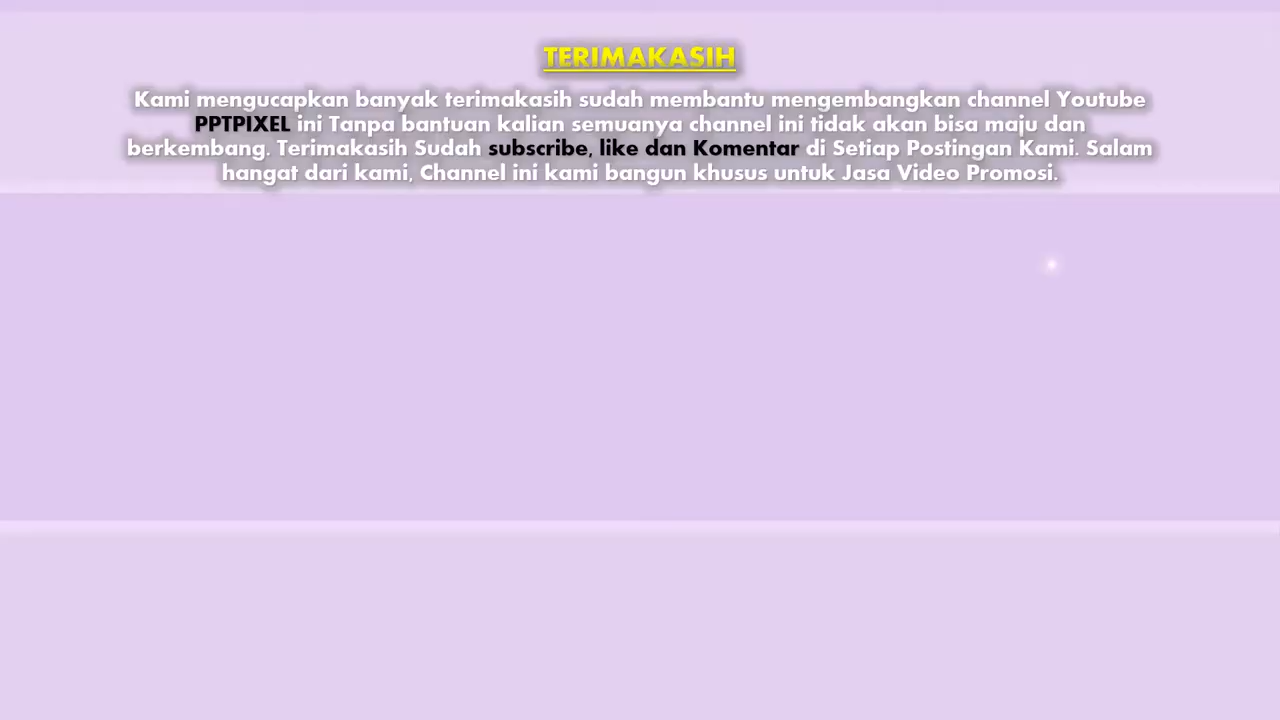 TERIMAKASIH
Kami mengucapkan banyak terimakasih sudah membantu mengembangkan channel Youtube
PPTPIXEL ini Tanpa bantuan kalian semuanya channel ini tidak akan bisa maju dan
berkembang. Terimakasih Sudah subscribe, like dan Komentar di Setiap Postingan Kami. Salam
hangat dari kami, Channel ini kami bangun khusus untuk Jasa Video Promosi.